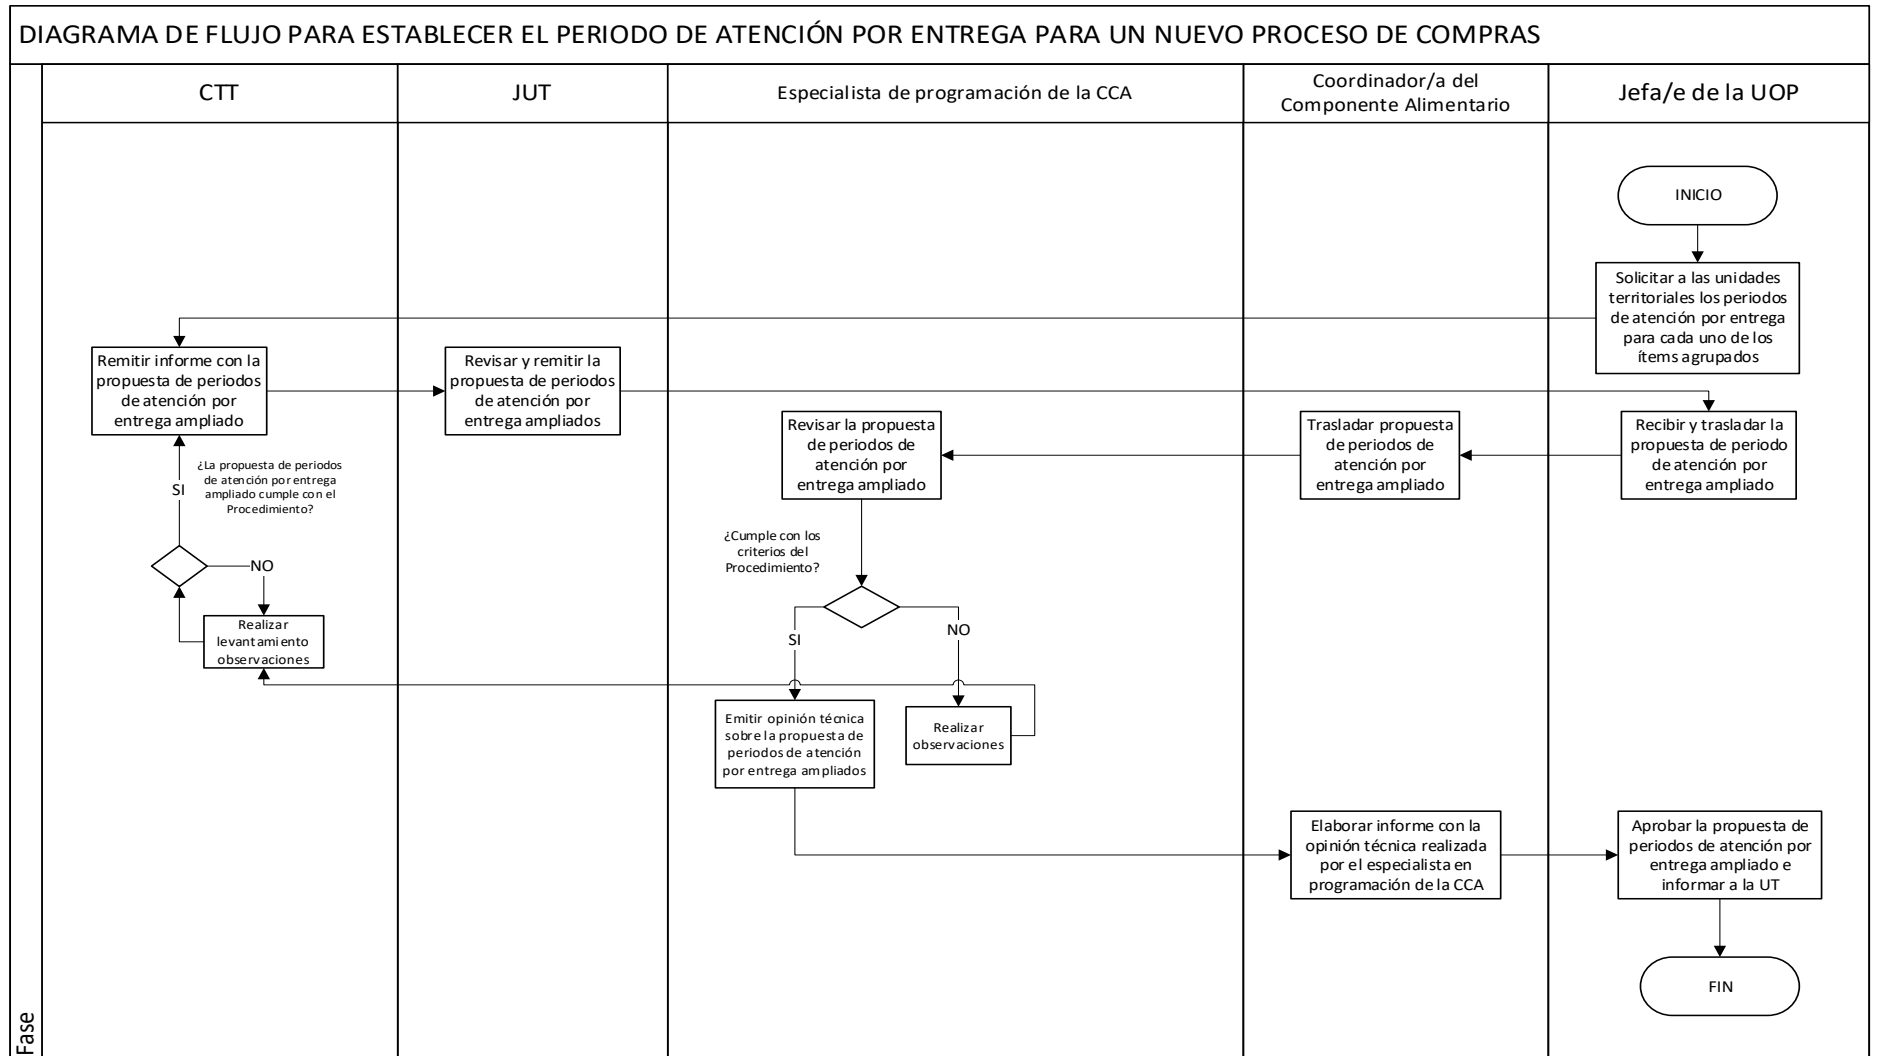 DIAGRAMA DE FLUJO PARA ESTABLECER EL PERIODO DE ATENCIÓN POR ENTREGA PARA UN NUEVO PROCESO DE COMPRAS
CTT
JUT
Especialista de programación de la CCA
Coordinador/a del
Componente Alimentario
Jefa/e de la UOP
INICIO
Solicitar a las unidades
territoriales los periodos
de atención por entrega
para cada uno de los
ítems agrupados
Remitir informe con la
propuesta de periodos
de atención por
entrega ampliado
Revisar y remitir la
propuesta de periodos
de atención por
entrega ampliados
Revisar la propuesta
de periodos de
atención por
entrega ampliado
Trasladar propuesta
de periodos de
atención por
entrega ampliado
Recibir y trasladar la
propuesta de periodo
de atención por
entrega ampliado
¿La propuesta de periodos
de atención por entrega
ampliado cumple con el
Procedimiento?
SI
NO
Realizar
levantamiento
observaciones
¿Cumple con los
criterios del
Procedimiento?
SI
NO
Emitir opinión técnica
sobre la propuesta de
periodos de atención
por entrega ampliados
Realizar
observaciones
Elaborar informe con la
opinión técnica realizada
por el especialista en
programación de la CCA
Aprobar la propuesta de
periodos de atención por
entrega ampliado e
informar a la UT
FIN
Fase